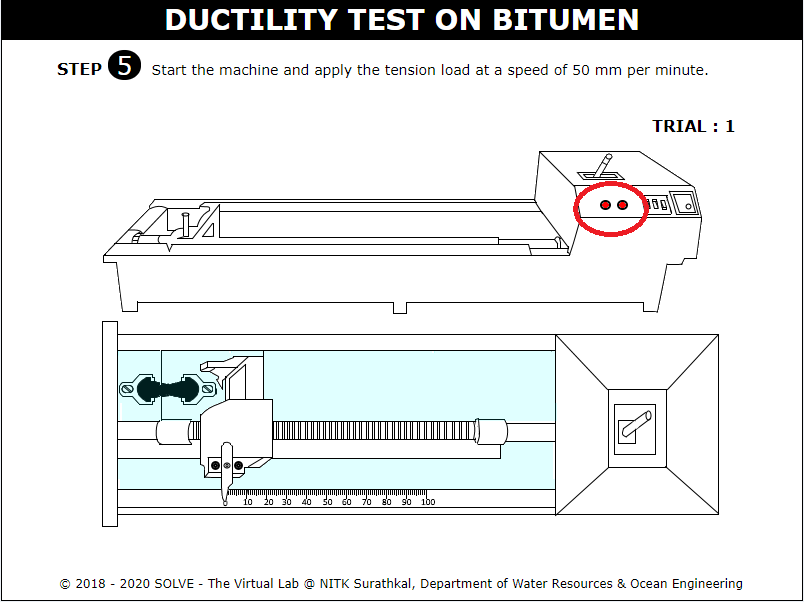 DUCTILITY TEST ON BITUMEN
STEP 5 Start the machine and apply the tension load at a speed of 50 mm per minute.
TRIAL : 1
0 10 20 30 40 50 60 70 80 90 100
© 2018 - 2020 SOLVE - The Virtual Lab @ NITK Surathkal, Department of Water Resources & Ocean Engineering